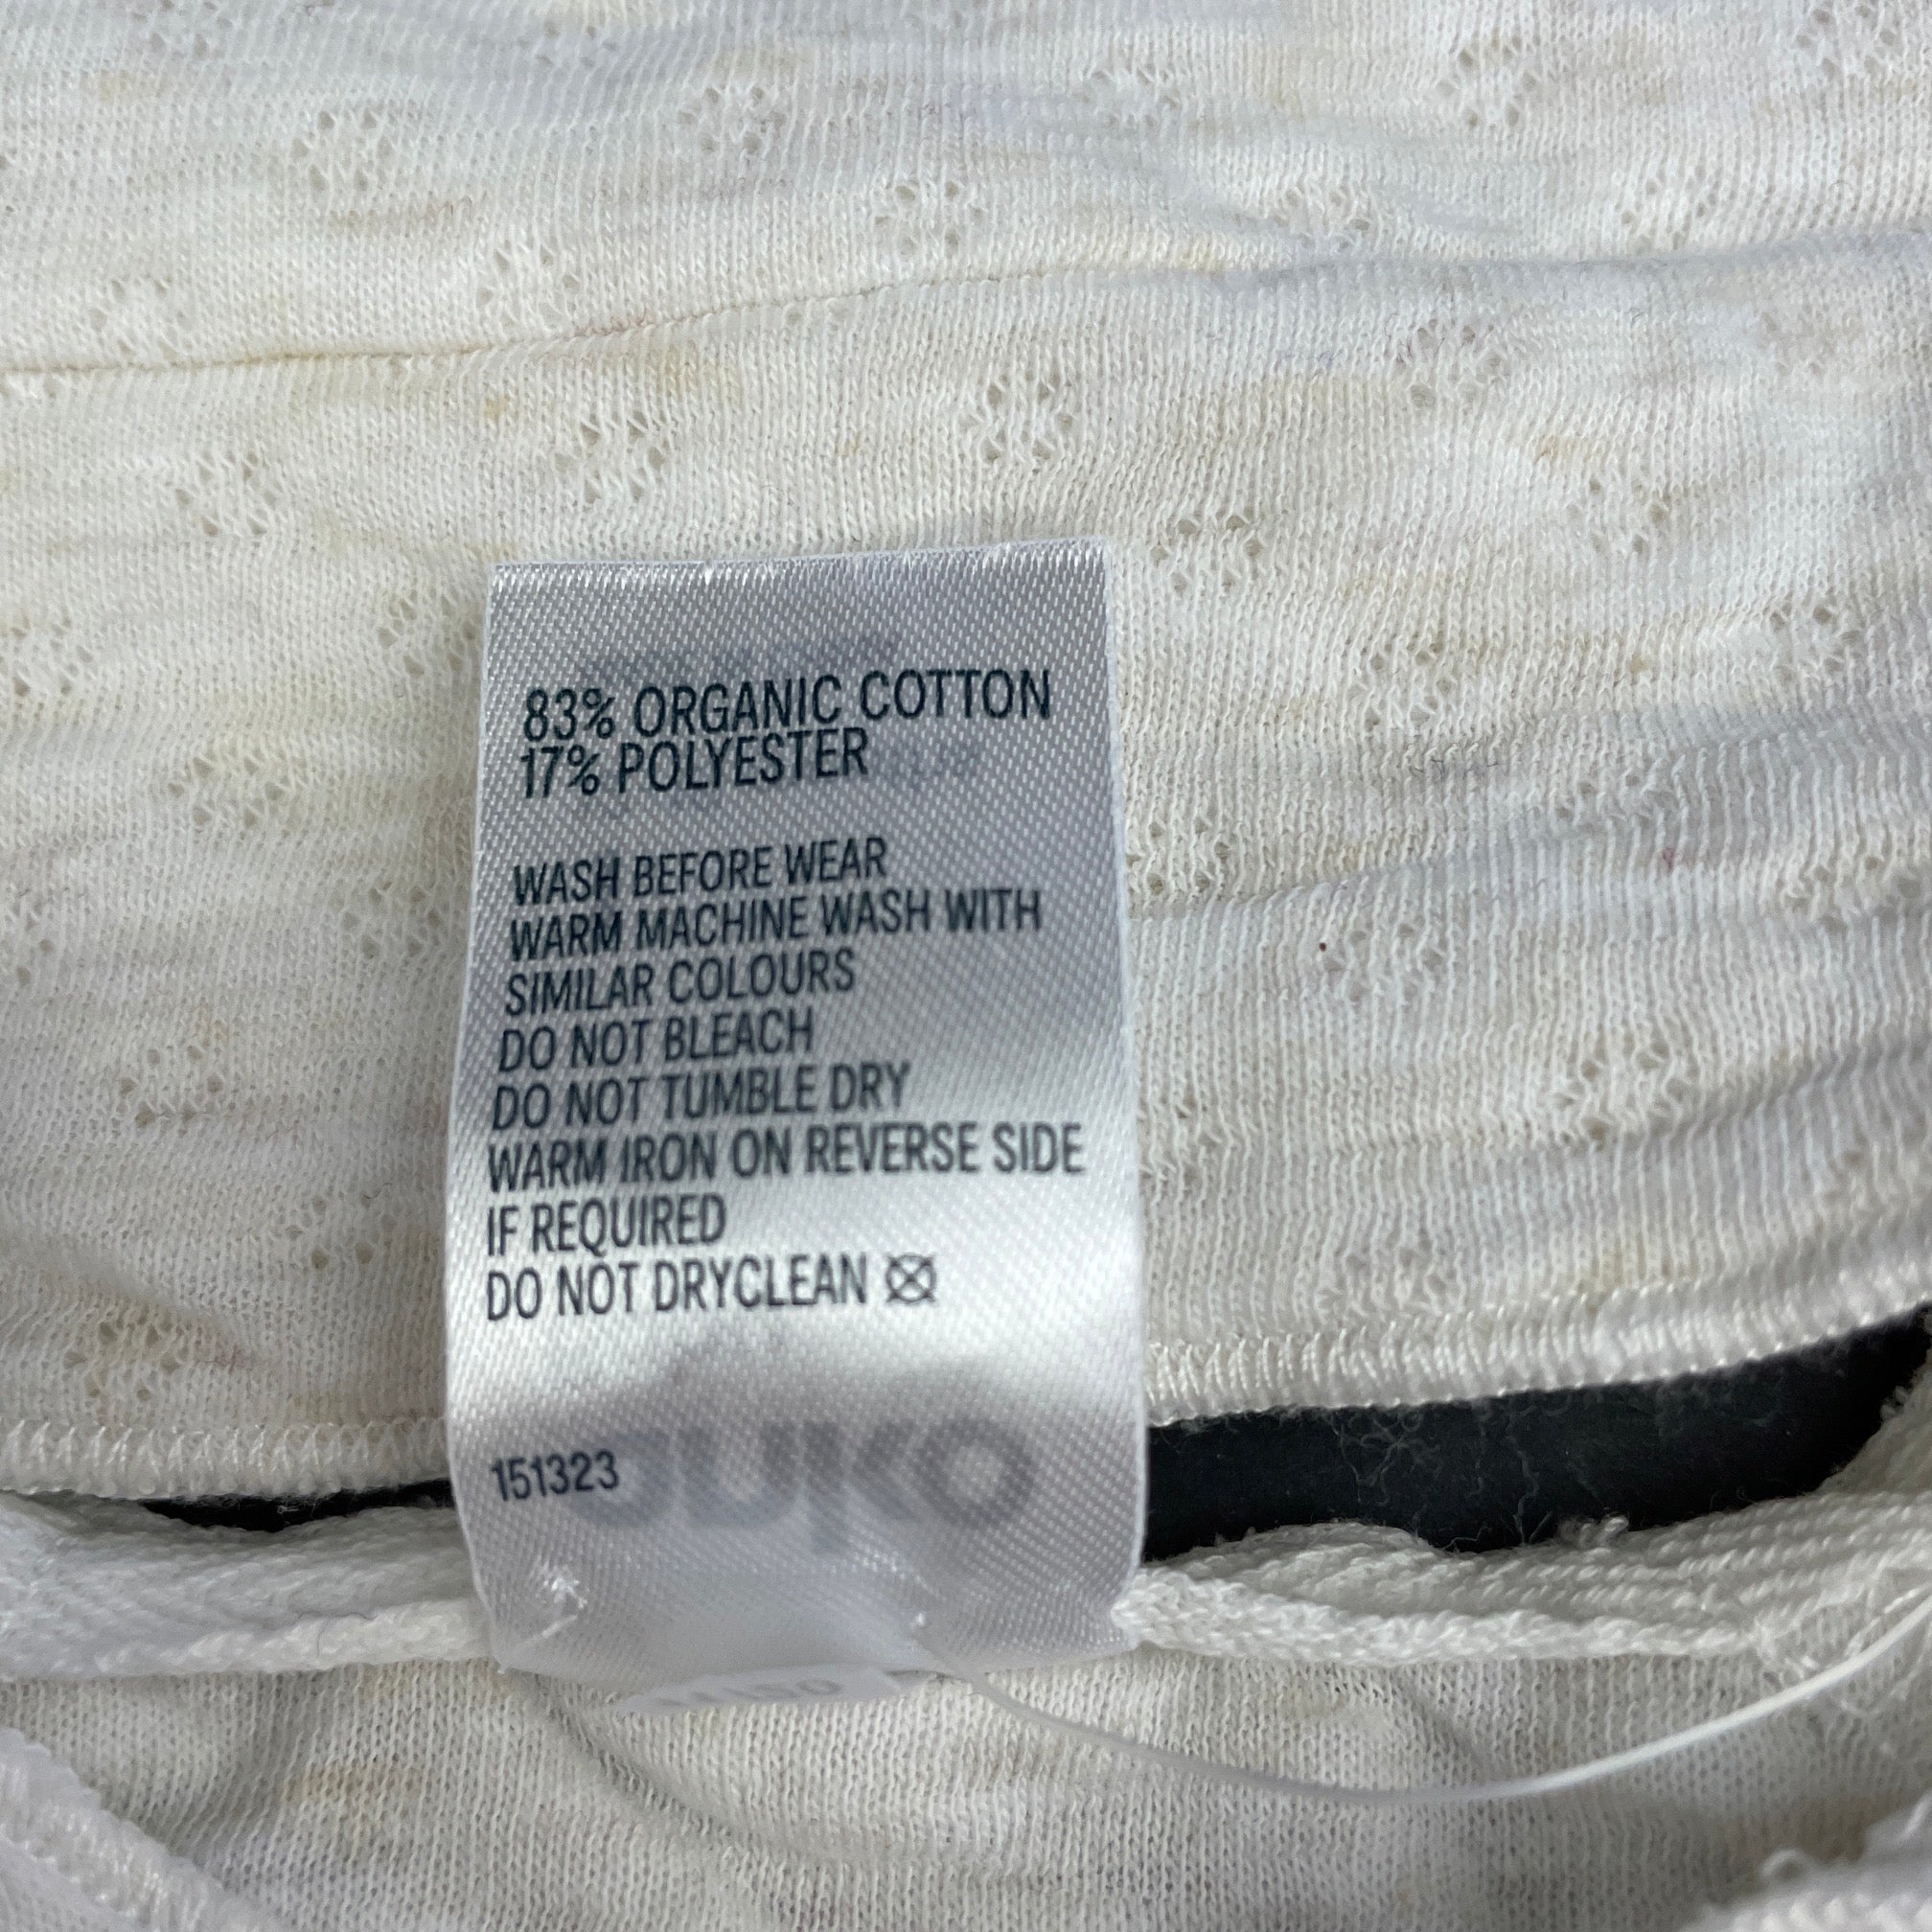 83% ORGANIC COTTON
17% POLYESTER
WASH BEFORE WEAR
WARM MACHINE WASH WITH
SIMILAR COLOURS
DO NOT BLEACH
DO NOT TUMBLE DRY
WARM IRON ON REVERSE SIDE
IF REQUIRED
DO NOT DRYCLEAN
151323